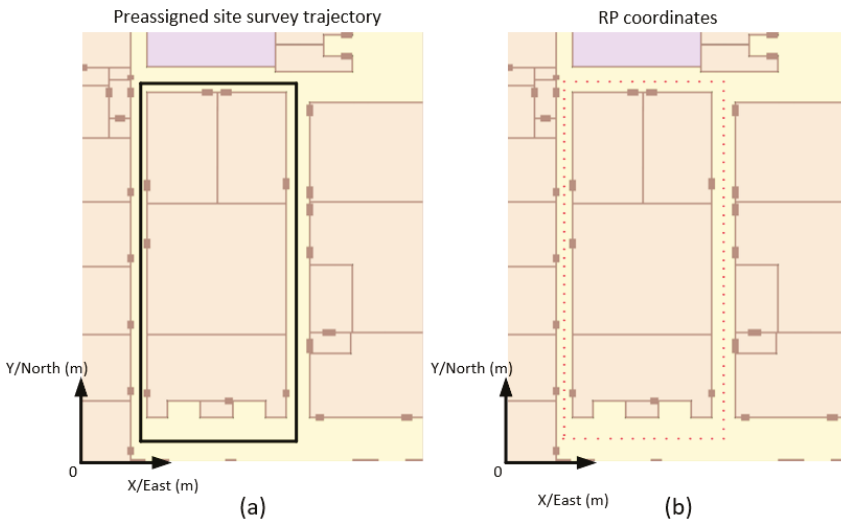 Preassigned site survey trajectory
RP coordinates
Y/North (m)
0
X/East (m)
(a)
Y/North (m)
0
X/East (m)
(b)